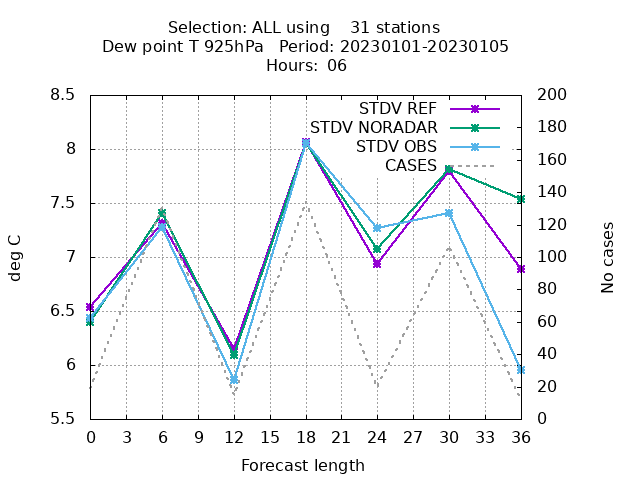 Selection: ALL using    31 stations
Dew point T 925hPa   Period: 20230101-20230105
Hours: 06
STDV REF
STDV NORADAR
STDV OBS
CASES
8.5
8
7.5
7
6.5
6
5.5
200
180
160
140
120
100
80
60
40
20
0
deg C
No cases
0 3 6 9 12 15 18 21 24 27 30 33 36
Forecast length